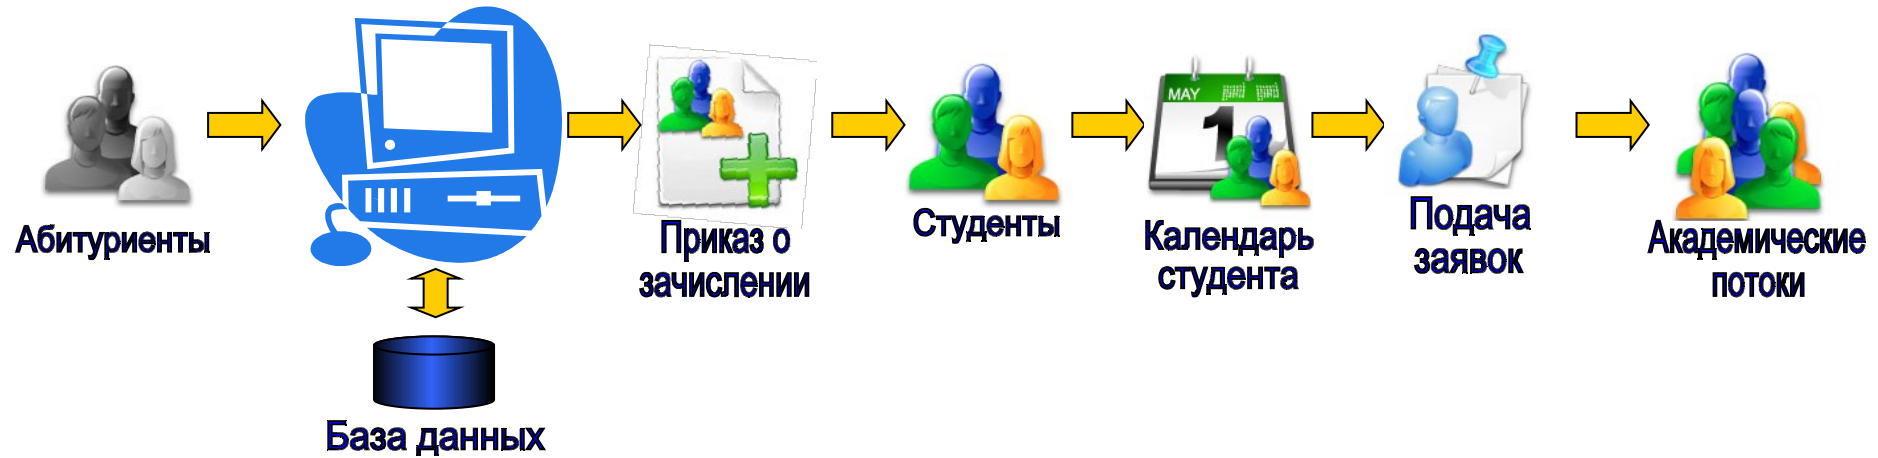 Абитуриенты
База данных
Приказ о
зачислении
Студенты
MAY
1
Календарь
студента
Подача
заявок
Академические
потоки